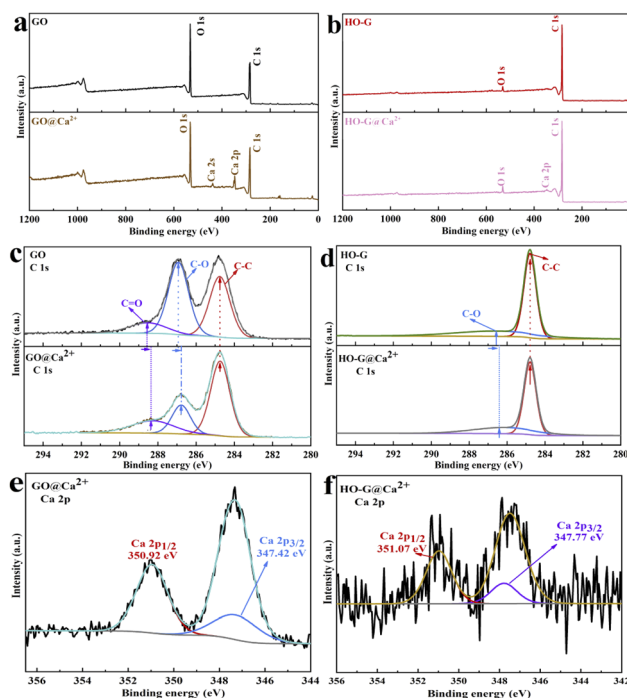 a
GO
O 1s
C 1s
GO@Ca2+
O 1s
Ca 2s
Ca 2p
C 1s
Intensity (a.u.)
1200 1000 800 600 400 200 0
Binding energy (eV)
b
HO-G
O 1s
C 1s
HO-G@Ca2+
O 1s
Ca 2p
C 1s
Intensity (a.u.)
1200 1000 800 600 400 200 0
Binding energy (eV)
c
GO
C 1s
C=O
C-O
C-C
GO@Ca2+
C 1s
Intensity (a.u.)
294 292 290 288 286 284 282 280
Binding energy (eV)
d
HO-G
C 1s
C-O
C-C
HO-G@Ca2+
C 1s
Intensity (a.u.)
295 290 285 280
Binding energy (eV)
e
GO@Ca2+
Ca 2p
Ca 2p1/2
350.92 eV
Ca 2p3/2
347.42 eV
Intensity (a.u.)
356 354 352 350 348 346 344
Binding energy (eV)
f
HO-G@Ca2+
Ca 2p
Ca 2p1/2
351.07 eV
Ca 2p3/2
347.77 eV
Intensity (a.u.)
356 354 352 350 348 346 344 342
Binding energy (eV)